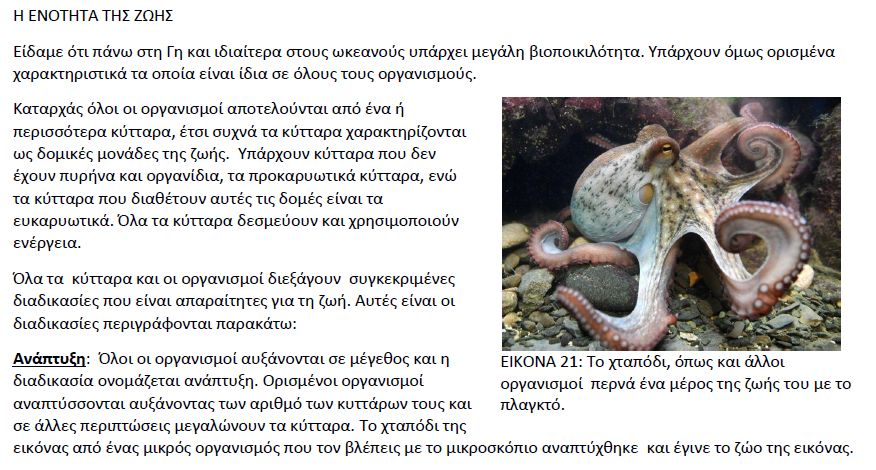 Η ΕΝΟΤΗΤΑ ΤΗΣ ΖΩΗΣ
Είδαμε ότι πάνω στη Γη και ιδιαίτερα στους ωκεανούς υπάρχει μεγάλη βιοποικιλότητα. Υπάρχουν όμως ορισμένα
χαρακτηριστικά τα οποία είναι ίδια σε όλους τους οργανισμούς.
Καταρχάς όλοι οι οργανισμοί αποτελούνται από ένα ή
περισσότερα κύτταρα, έτσι συχνά τα κύτταρα χαρακτηρίζονται
ως δομικές μονάδες της ζωής.  Υπάρχουν κύτταρα που δεν
έχουν πυρήνα και οργανίδια, τα προκαρυωτικά κύτταρα, ενώ
τα κύτταρα που διαθέτουν αυτές τις δομές είναι τα
ευκαρυωτικά. Όλα τα κύτταρα δεσμεύουν και χρησιμοποιούν
ενέργεια.
Όλα τα  κύτταρα και οι οργανισμοί διεξάγουν  συγκεκριμένες
διαδικασίες που είναι απαραίτητες για τη ζωή. Αυτές είναι οι
διαδικασίες περιγράφονται παρακάτω:
Ανάπτυξη:  Όλοι οι οργανισμοί αυξάνονται σε μέγεθος και η
διαδικασία ονομάζεται ανάπτυξη. Ορισμένοι οργανισμοί
αναπτύσσονται αυξάνοντας των αριθμό των κυττάρων τους και
σε άλλες περιπτώσεις μεγαλώνουν τα κύτταρα. Το χταπόδι της
εικόνας από ένας μικρός οργανισμός που τον βλέπεις με το μικροσκόπιο αναπτύχθηκε  και έγινε το ζώο της εικόνας.
ΕΙΚΟΝΑ 21: Το χταπόδι, όπως και άλλοι
οργανισμοί  περνά ένα μέρος της ζωής του με το
πλαγκτό.